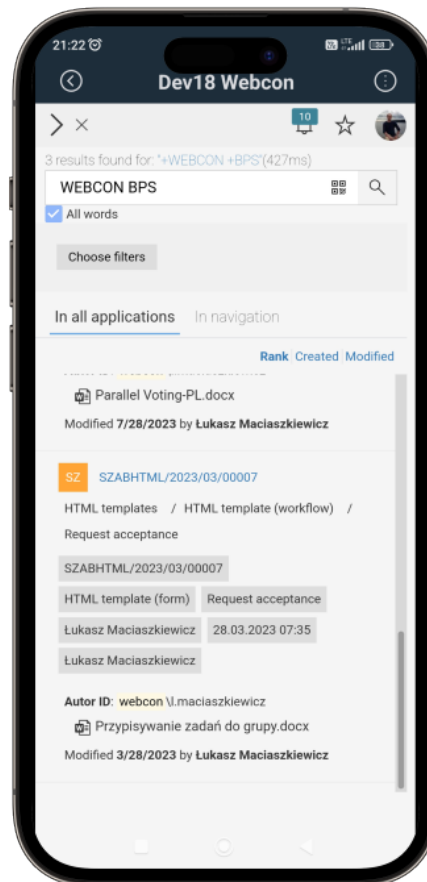 21:22
LTE
Dev18 Webcon
10
3 results found for: "+WEBCON +BPS"(427ms)
WEBCON BPS
All words
Choose filters
In all applications In navigation
Rank Created Modified
Parallel Voting-PL.docx
Modified 7/28/2023 by Łukasz Maciaszkiewicz
SZ SZABHTML/2023/03/00007
HTML templates / HTML template (workflow) /
Request acceptance
SZABHTML/2023/03/00007
HTML template (form) Request acceptance
Łukasz Maciaszkiewicz 28.03.2023 07:35
Łukasz Maciaszkiewicz
Autor ID: webcon\l.maciaszkiewicz
Przypisywanie zadań do grupy.docx
Modified 3/28/2023 by Łukasz Maciaszkiewicz